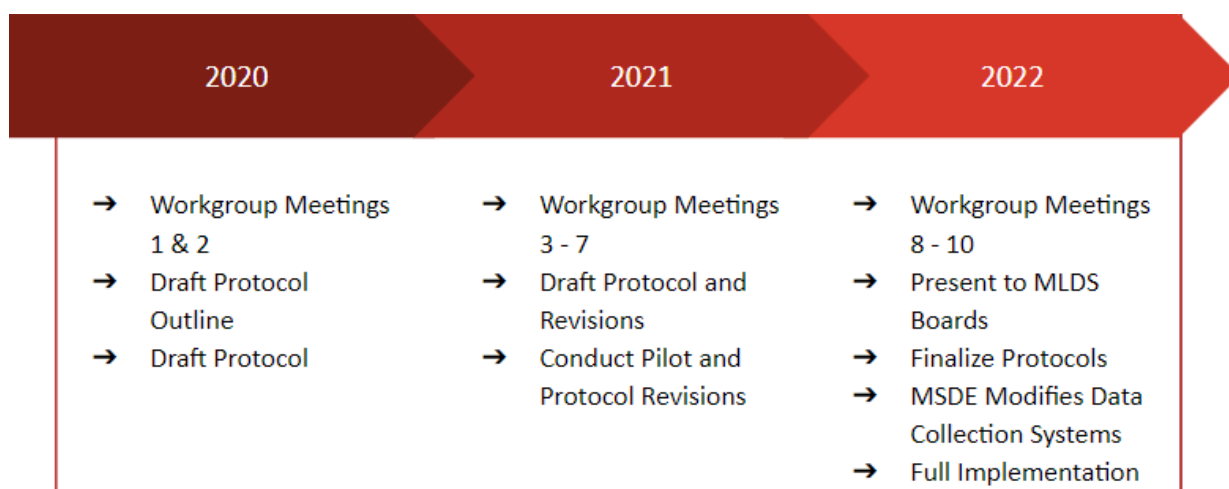 2020
2021
2022
➔ Workgroup Meetings
1 & 2
➔ Draft Protocol
Outline
➔ Draft Protocol
➔ Workgroup Meetings
3 - 7
➔ Draft Protocol and
Revisions
➔ Conduct Pilot and
Protocol Revisions
➔ Workgroup Meetings
8 - 10
➔ Present to MLDS
Boards
➔ Finalize Protocols
➔ MSDE Modifies Data
Collection Systems
➔ Full Implementation